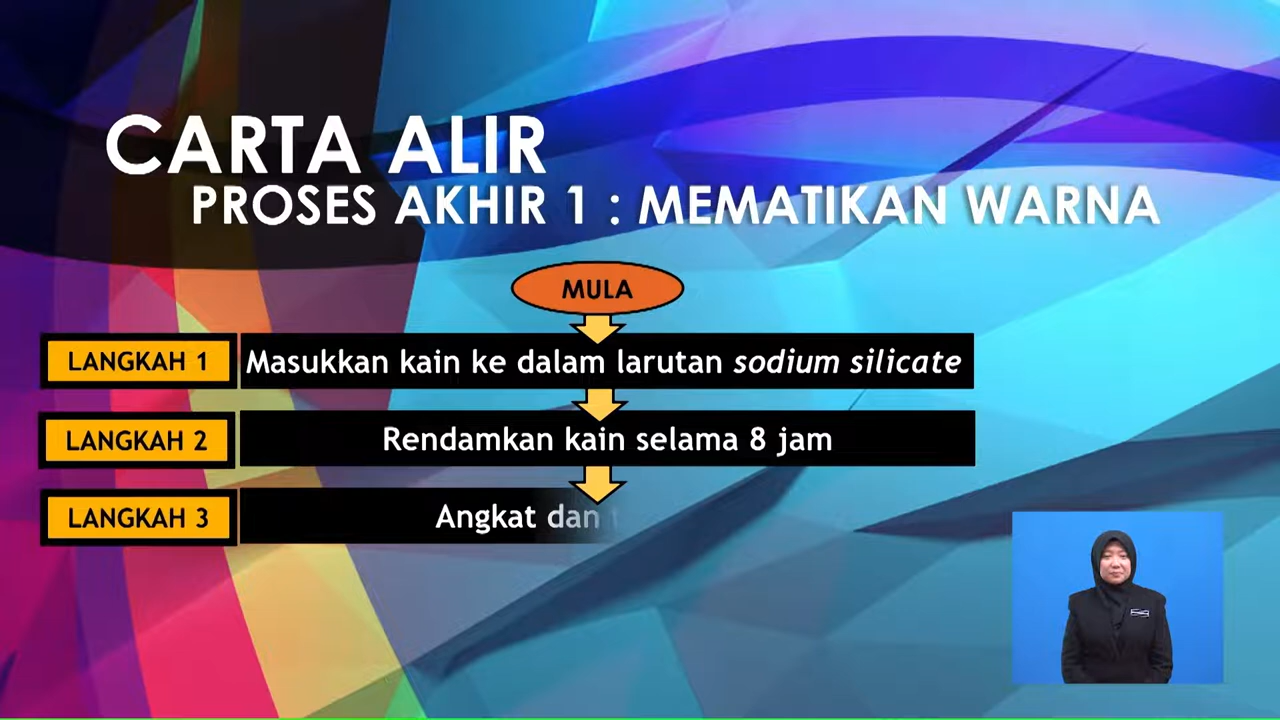 CARTA ALIR
PROSES AKHIR 1 : MEMATIKAN WARNA
MULA
LANGKAH 1 Masukkan kain ke dalam larutan sodium silicate
LANGKAH 2 Rendamkan kain selama 8 jam
LANGKAH 3 Angkat dan